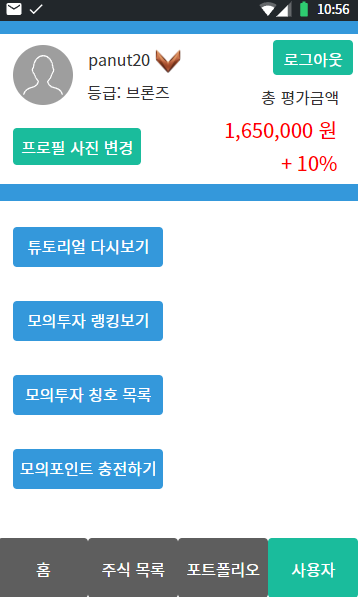 10:56
panut20
로그아웃
등급: 브론즈
총 평가금액
1,650,000 원
프로필 사진 변경
+ 10%
튜토리얼 다시보기
모의투자 랭킹보기
모의투자 칭호 목록
모의포인트 충전하기
홈
주식 목록
포트폴리오
사용자